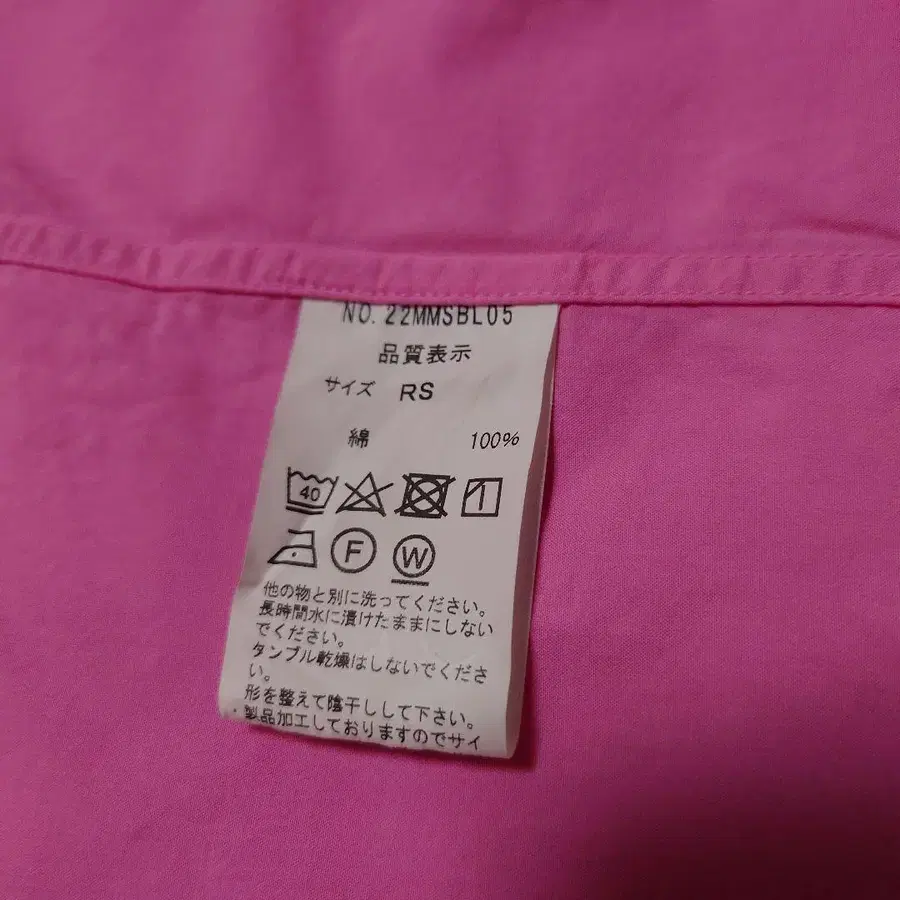 NO. 22MMSBL05
品質表示
サイズ RS
綿 100%
40
F W
他の物と別に洗ってください。
長時間水に漬けたままにしない
でください。
タンブル乾燥はしないでくださ
い。
形を整えて陰干しして下さい。
・製品加工しておりますのでサイ